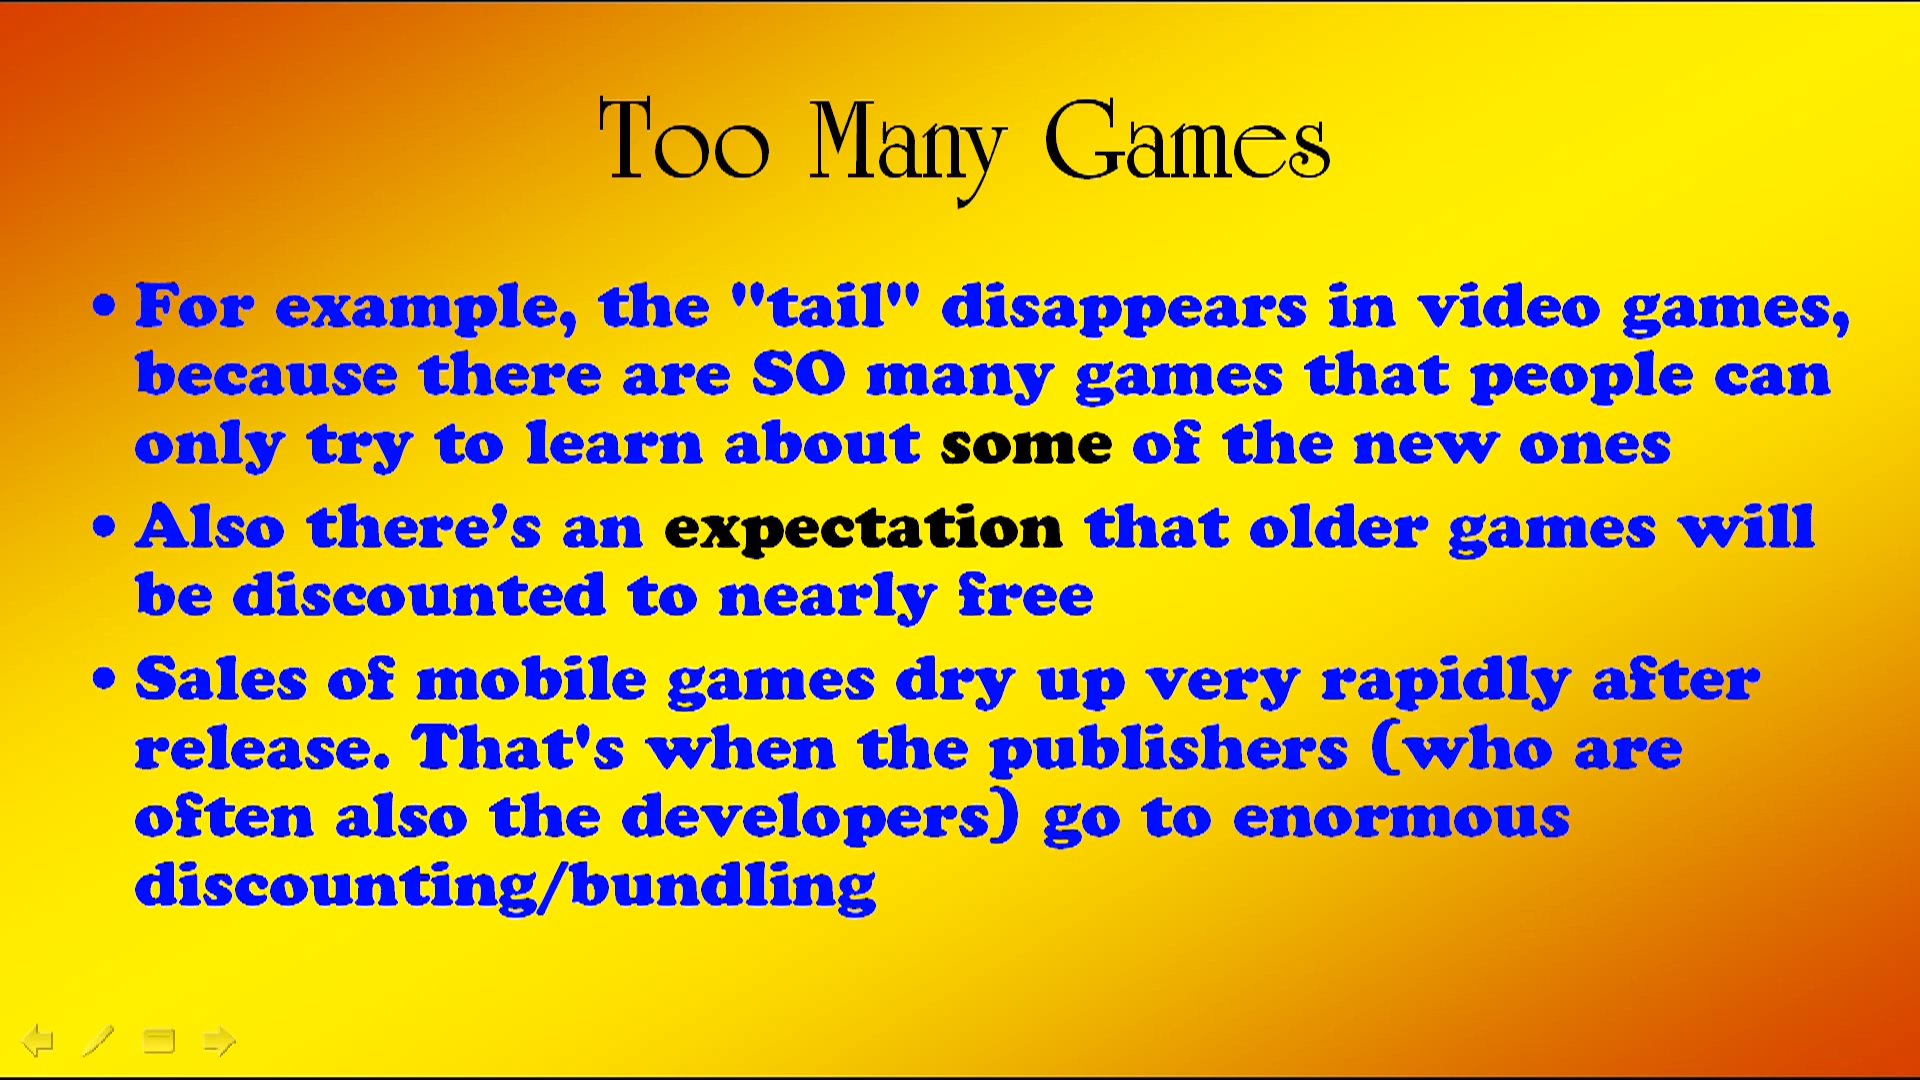 Too Many Games
• For example, the "tail" disappears in video games,
because there are SO many games that people can
only try to learn about some of the new ones
• Also there’s an expectation that older games will
be discounted to nearly free
• Sales of mobile games dry up very rapidly after
release. That's when the publishers (who are
often also the developers) go to enormous
discounting/bundling